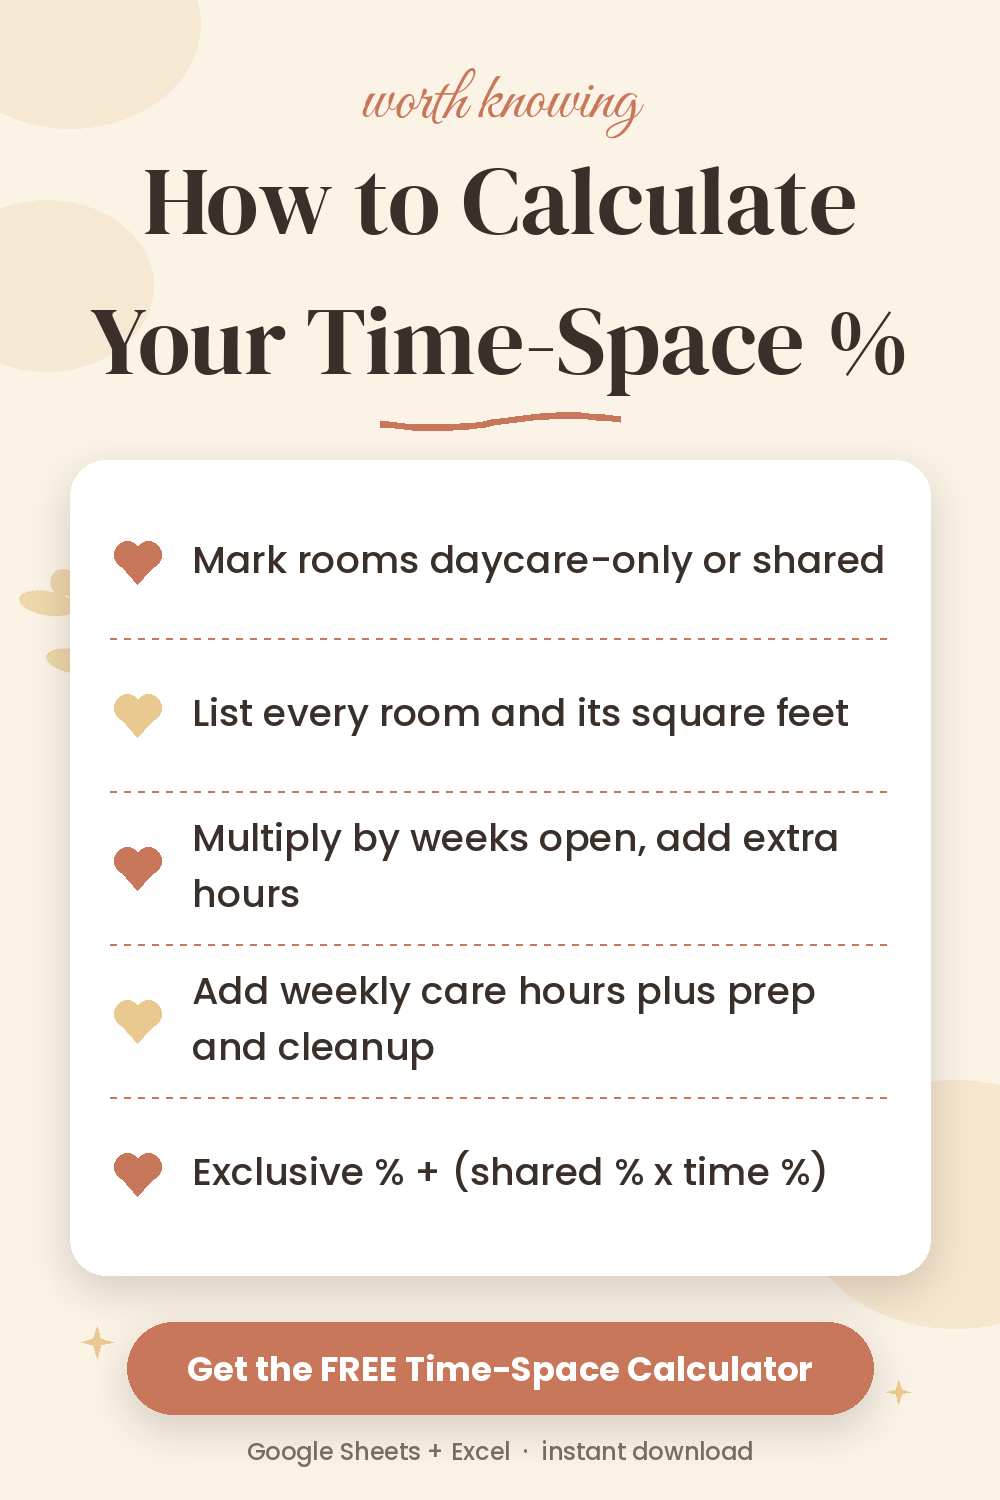 worth knowing
How to Calculate
Your Time-Space %
Mark rooms daycare-only or shared
List every room and its square feet
Multiply by weeks open, add extra
hours
Add weekly care hours plus prep
and cleanup
Exclusive % + (shared % x time %)
Get the FREE Time-Space Calculator
Google Sheets + Excel · instant download